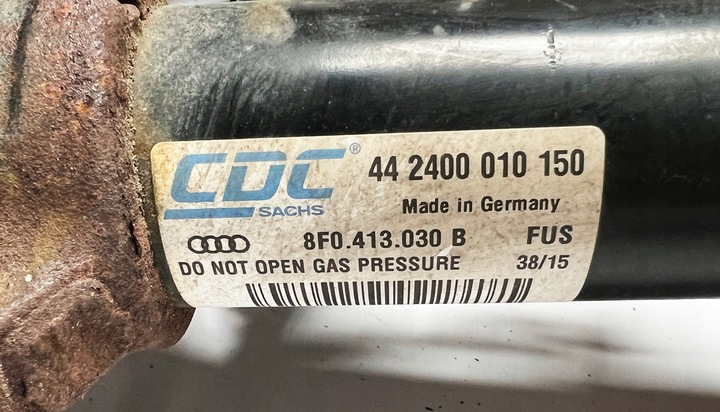 CDC® 44 2400 010 150
SACHS Made in Germany
8F0.413.030 B FUS
DO NOT OPEN GAS PRESSURE 38/15